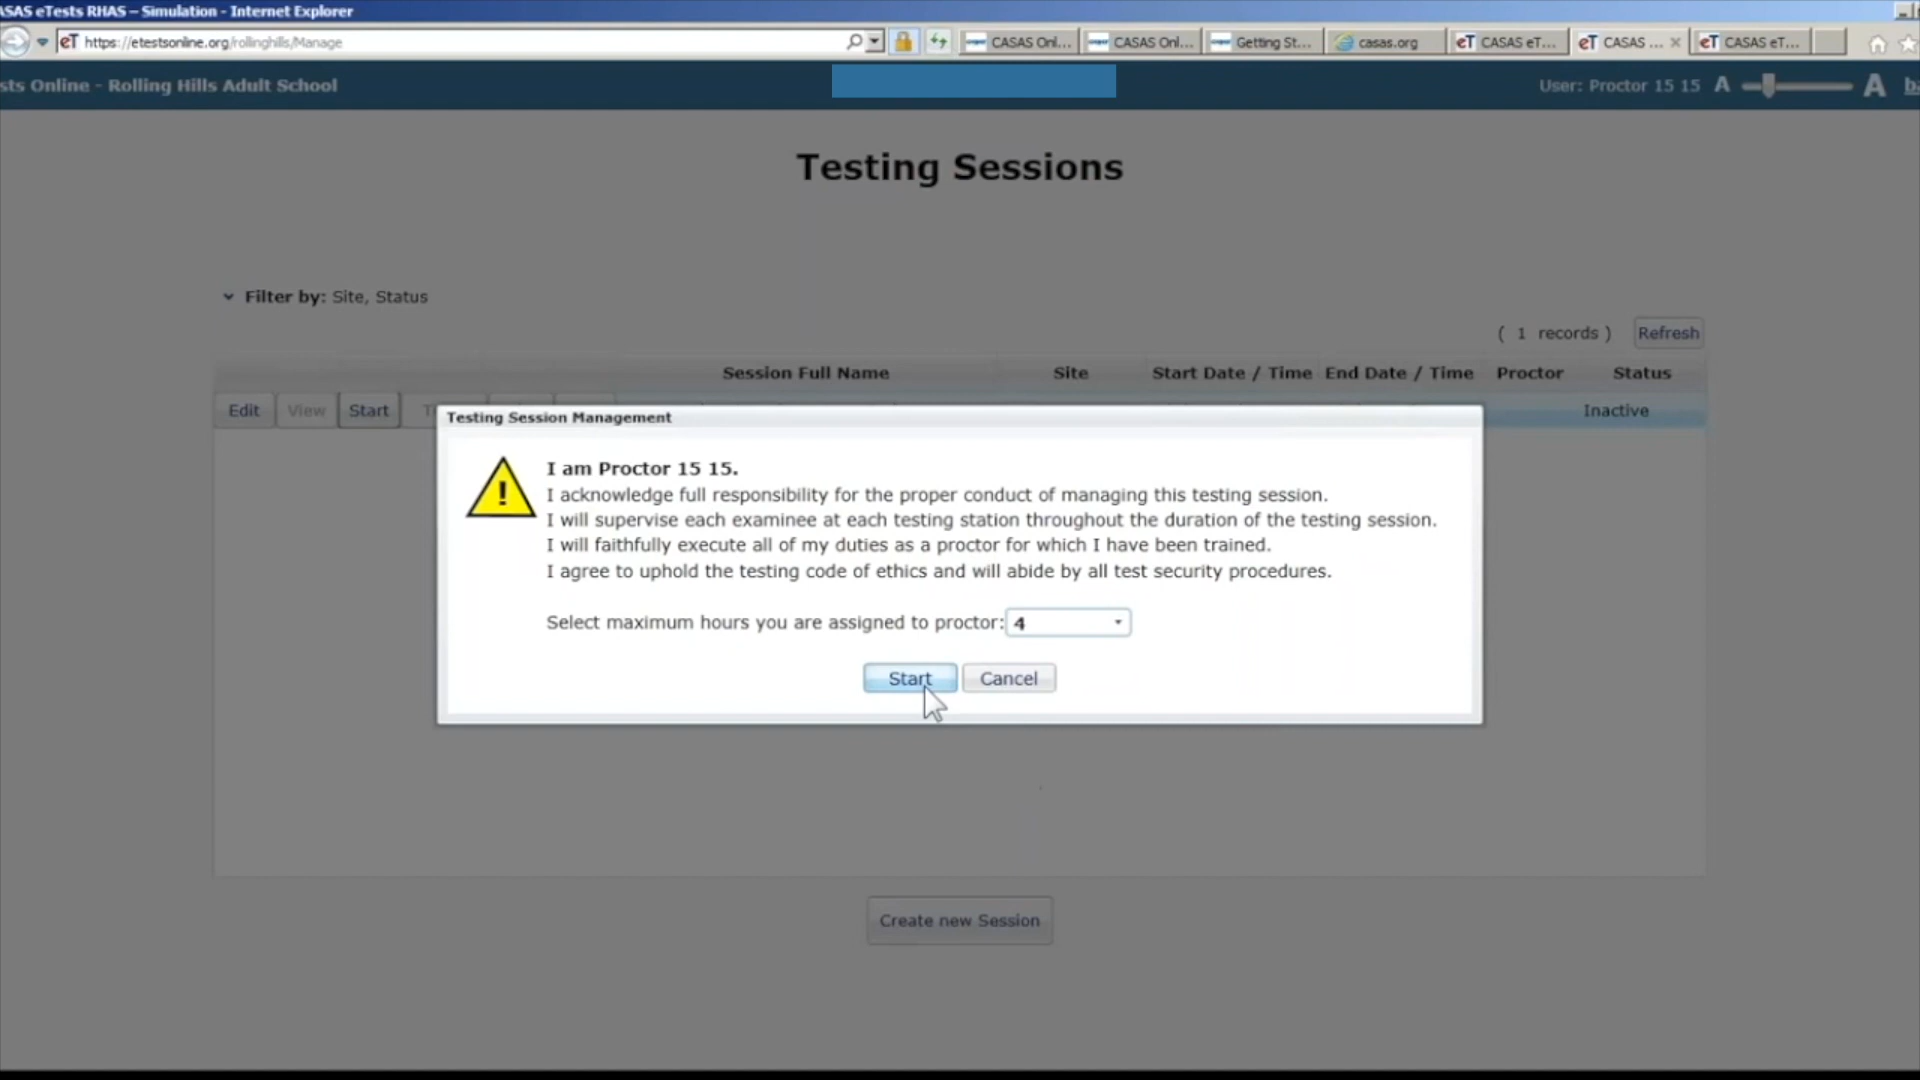 ASAS eTests RHAS – Simulation - Internet Explorer
eT https://etestsonline.org/rollinghills/Manage
CASAS Onl...
CASAS Onl...
Getting St...
casas.org
eT CASAS eT...
eT CASAS ...
eT CASAS eT...
sts Online - Rolling Hills Adult School
User: Proctor 15 15 A A
Testing Sessions
Filter by: Site, Status
( 1 records ) Refresh
Session Full Name Site Start Date / Time End Date / Time Proctor Status
Edit View Start Inactive
Testing Session Management
!
I am Proctor 15 15.
I acknowledge full responsibility for the proper conduct of managing this testing session.
I will supervise each examinee at each testing station throughout the duration of the testing session.
I will faithfully execute all of my duties as a proctor for which I have been trained.
I agree to uphold the testing code of ethics and will abide by all test security procedures.
Select maximum hours you are assigned to proctor: 4
Start Cancel
Create new Session